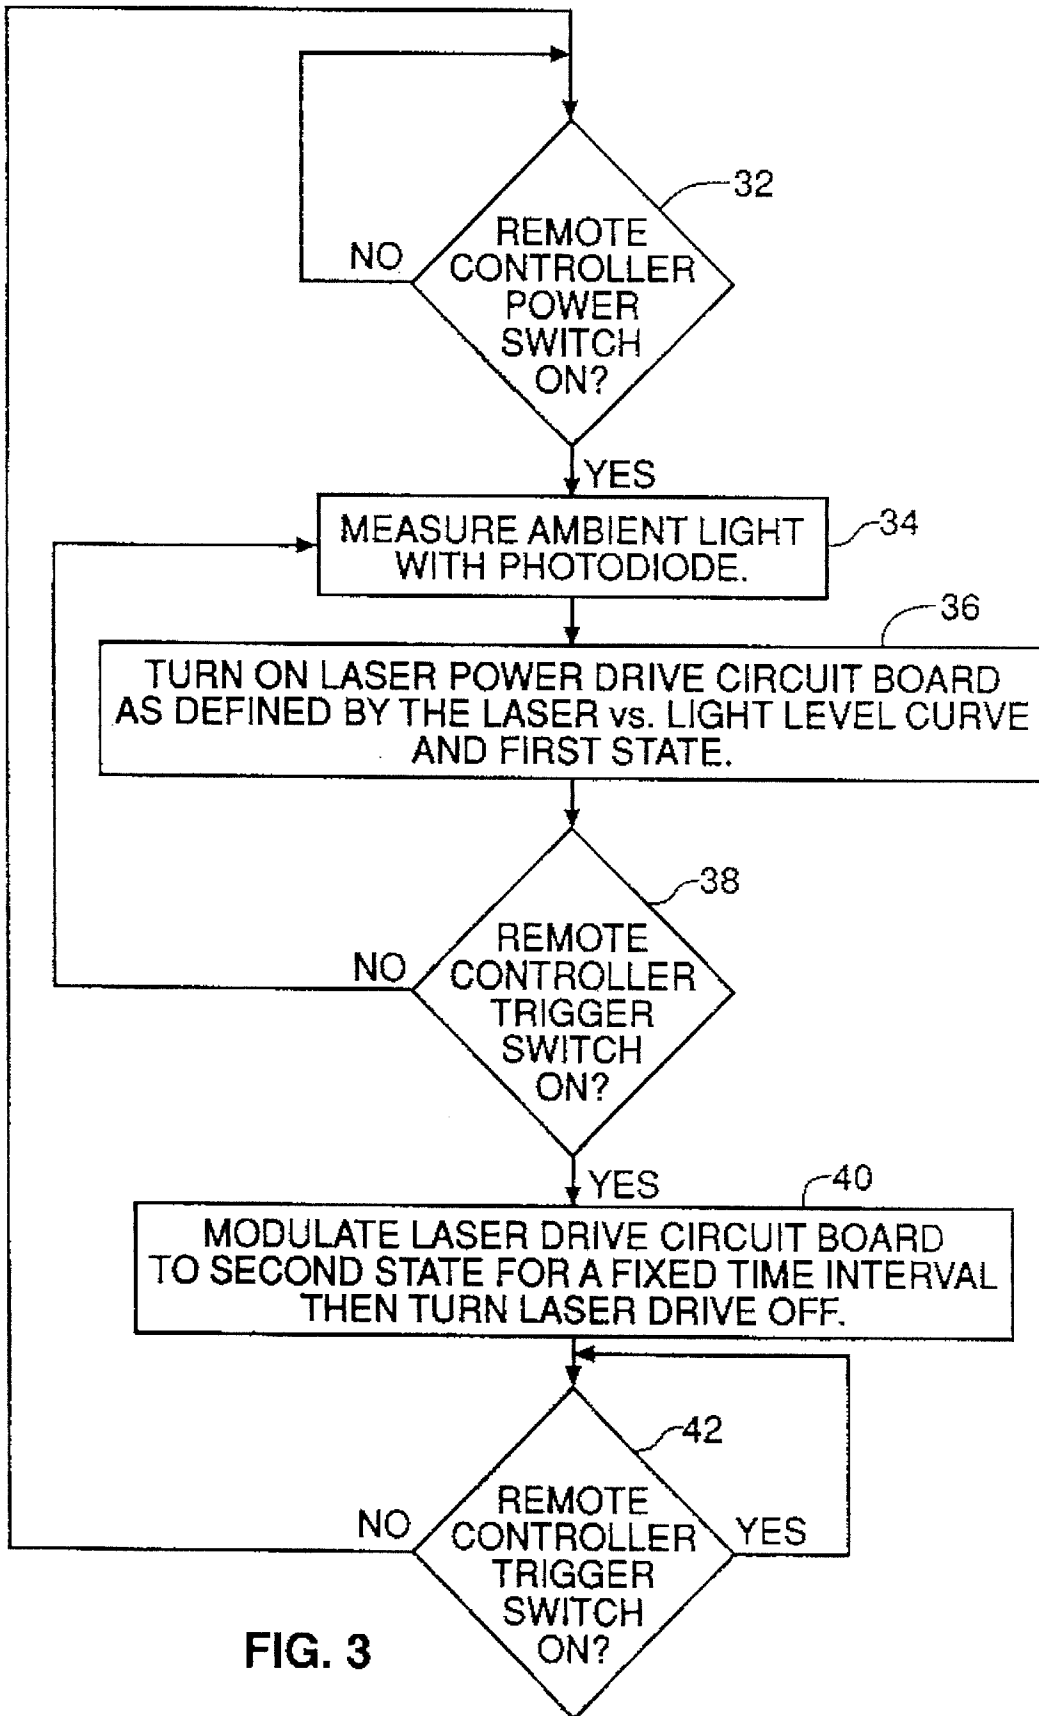 32
REMOTE
CONTROLLER
POWER
SWITCH
ON?
NO
YES
MEASURE AMBIENT LIGHT
WITH PHOTODIODE.
34
36
TURN ON LASER POWER DRIVE CIRCUIT BOARD
AS DEFINED BY THE LASER vs. LIGHT LEVEL CURVE
AND FIRST STATE.
38
REMOTE
CONTROLLER
TRIGGER
SWITCH
ON?
NO
YES
40
MODULATE LASER DRIVE CIRCUIT BOARD
TO SECOND STATE FOR A FIXED TIME INTERVAL
THEN TURN LASER DRIVE OFF.
42
REMOTE
CONTROLLER
TRIGGER
SWITCH
ON?
NO
YES
FIG. 3